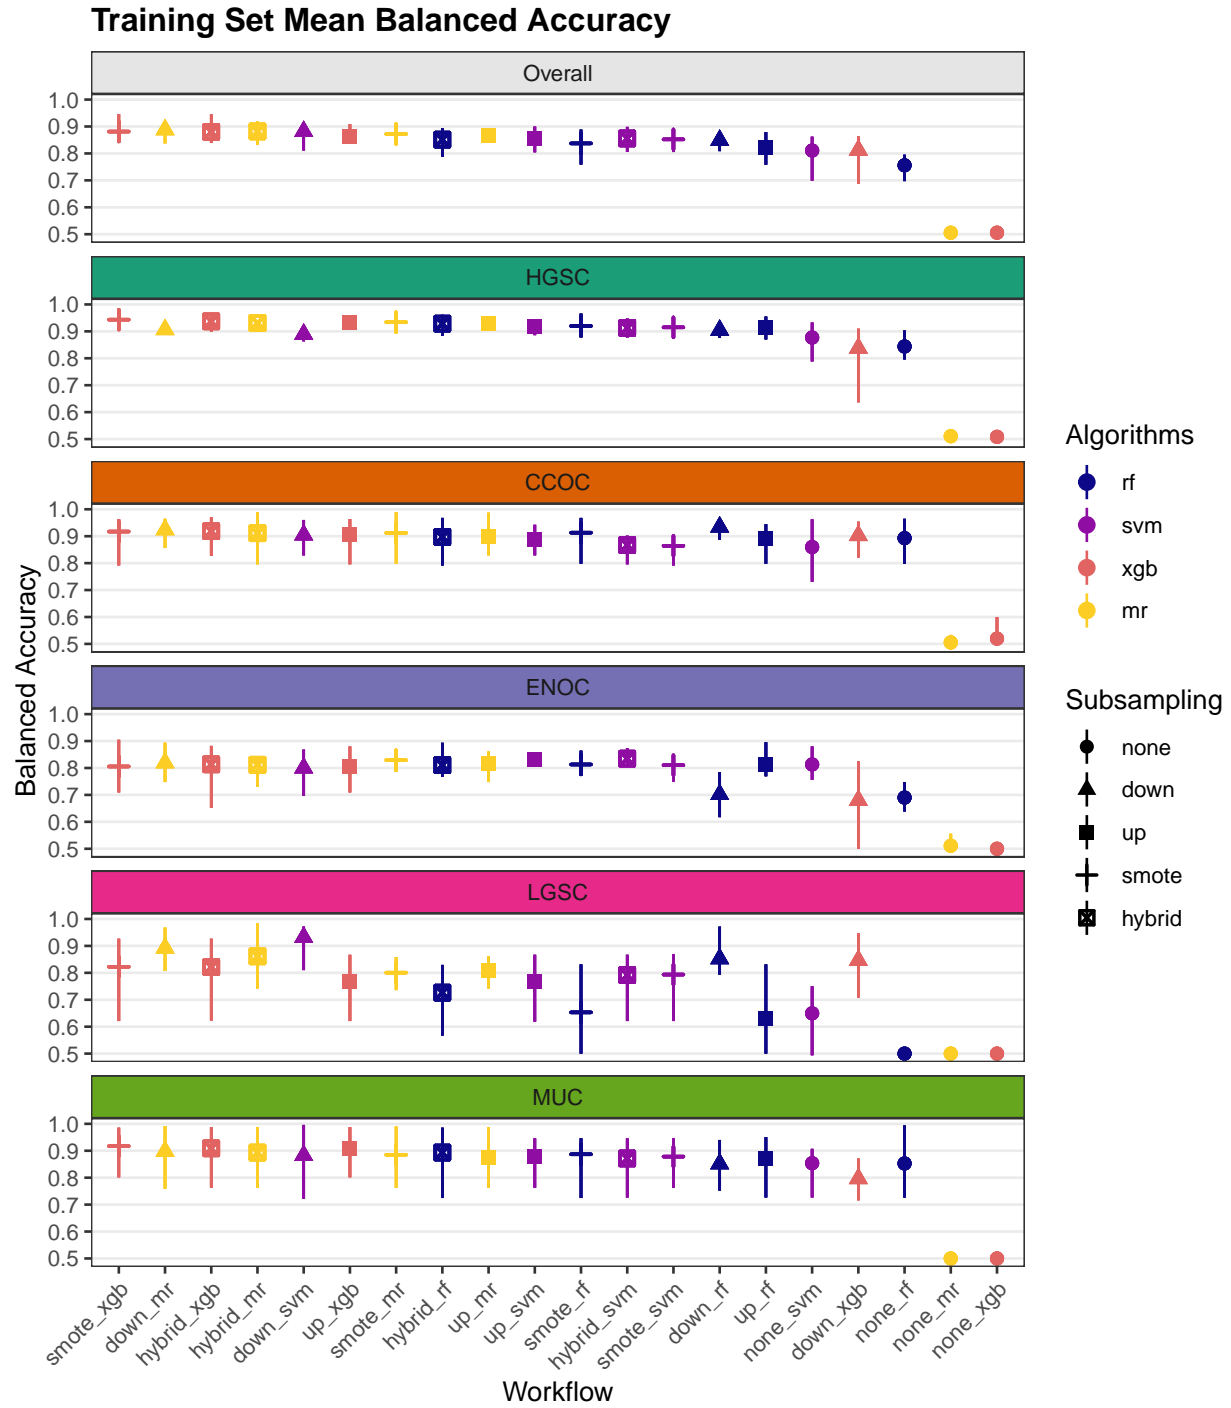 Training Set Mean Balanced Accuracy
Overall
1.0
0.9
0.8
0.7
0.6
0.5
HGSC
1.0
0.9
0.8
0.7
0.6
0.5
CCOC
1.0
0.9
0.8
0.7
0.6
0.5
ENOC
1.0
0.9
0.8
0.7
0.6
0.5
LGSC
1.0
0.9
0.8
0.7
0.6
0.5
MUC
1.0
0.9
0.8
0.7
0.6
0.5
Balanced Accuracy
smote_xgb
down_mr
hybrid_xgb
hybrid_mr
down_svm
up_xgb
smote_mr
hybrid_rf
up_mr
up_svm
smote_rf
hybrid_svm
smote_svm
down_rf
up_rf
none_svm
down_xgb
none_rf
none_mr
none_xgb
Workflow
Algorithms
rf
svm
xgb
mr
Subsampling
none
down
up
smote
hybrid